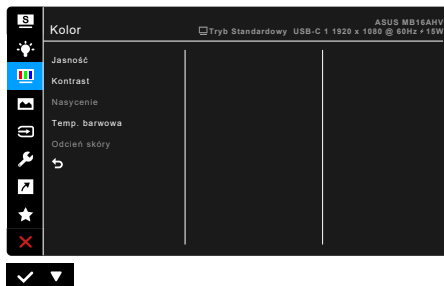 S
Kolor
ASUS MB16AHV
Tryb Standardowy USB-C 1 1920 x 1080 @ 60Hz 15W
Jasność
Kontrast
Nasycenie
Temp. barwowa
Odcień skóry